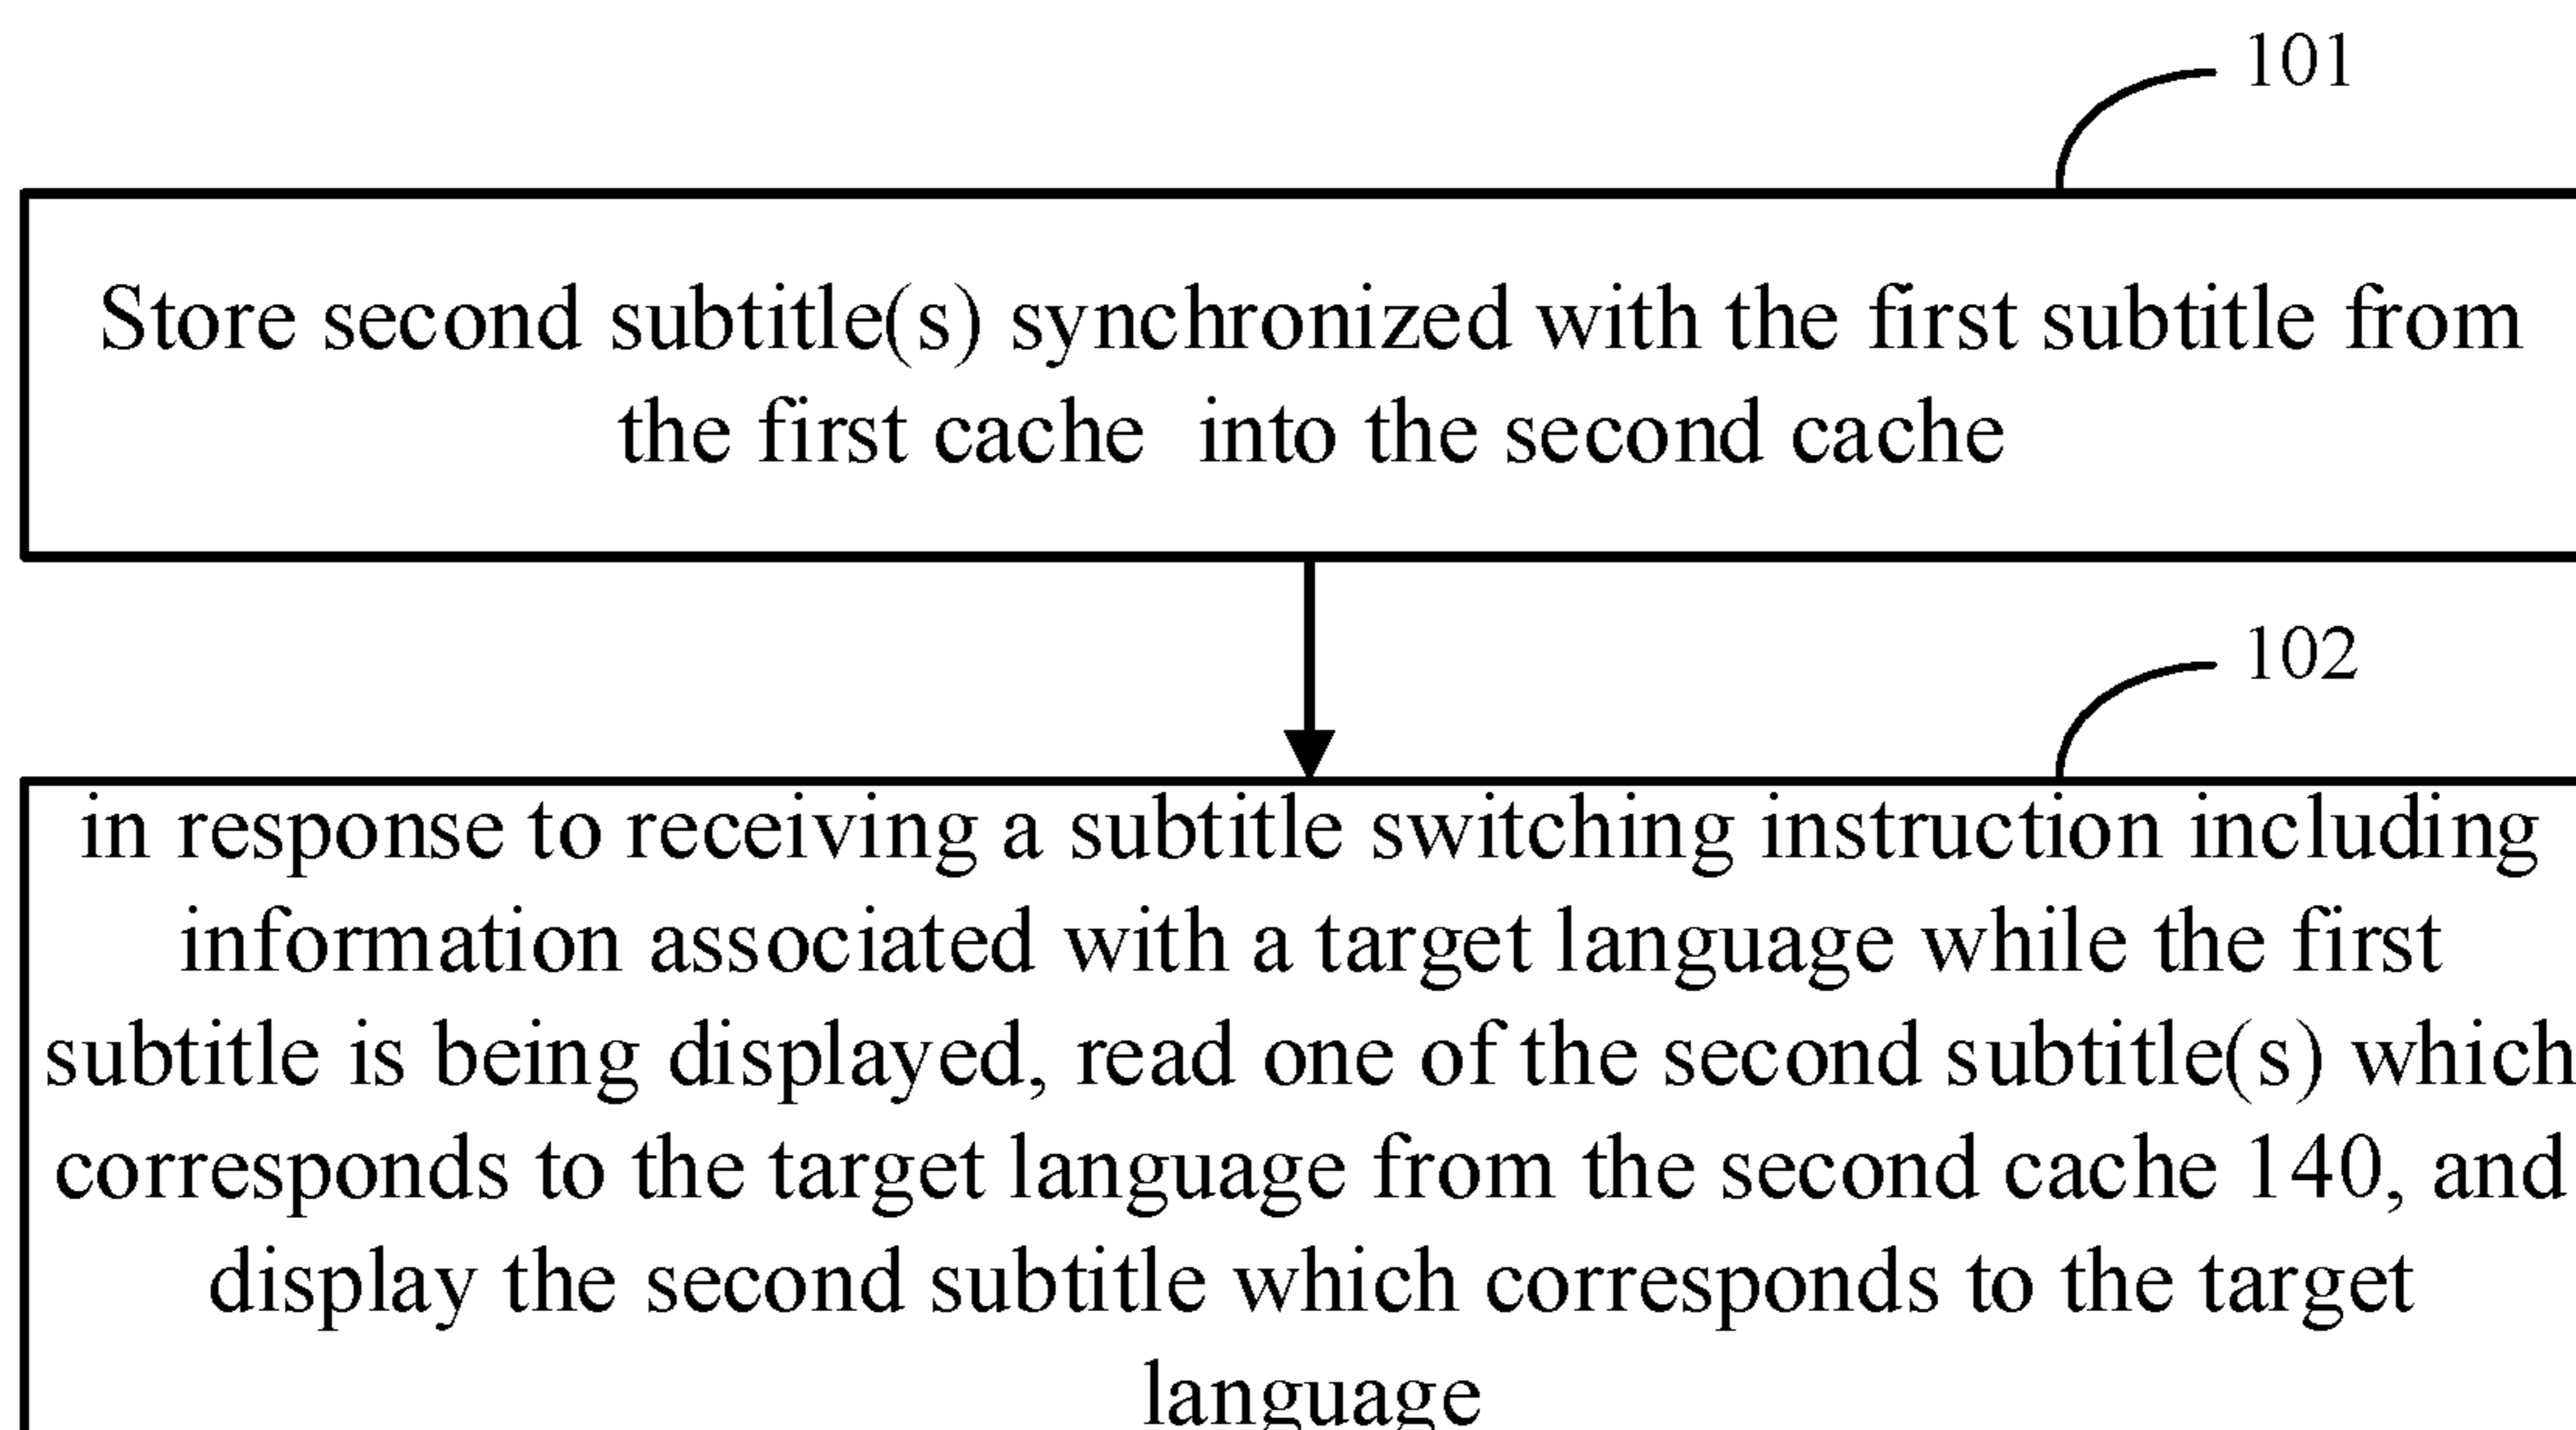 101
Store second subtitle(s) synchronized with the first subtitle from
the first cache into the second cache
102
in response to receiving a subtitle switching instruction including
information associated with a target language while the first
subtitle is being displayed, read one of the second subtitle(s) which
corresponds to the target language from the second cache 140, and
display the second subtitle which corresponds to the target
language